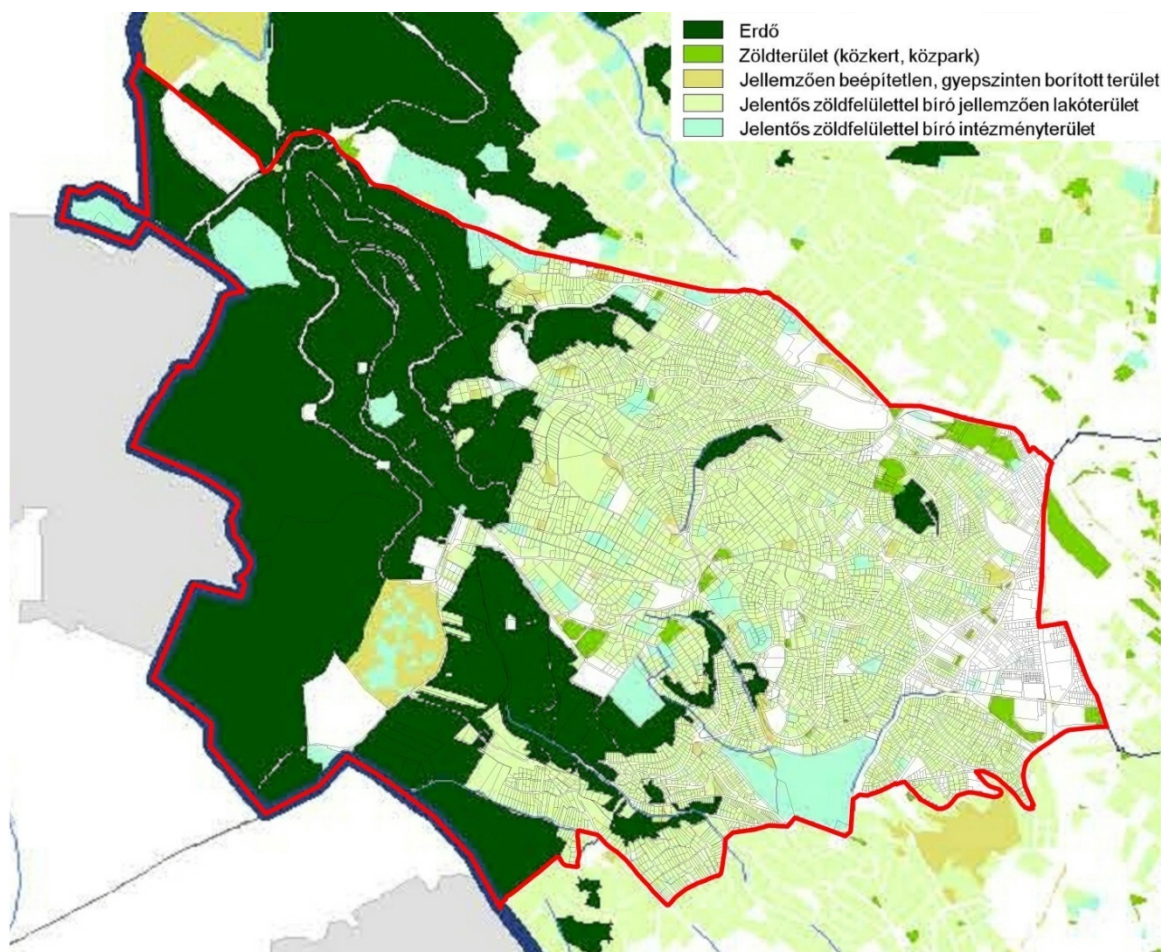 Erdő
Zöldterület (közkert, közpark)
Jellemzően beépítetlen, gyepszinten borított terület
Jelentős zöldfelülettel bíró jellemzően lakóterület
Jelentős zöldfelülettel bíró intézményterület